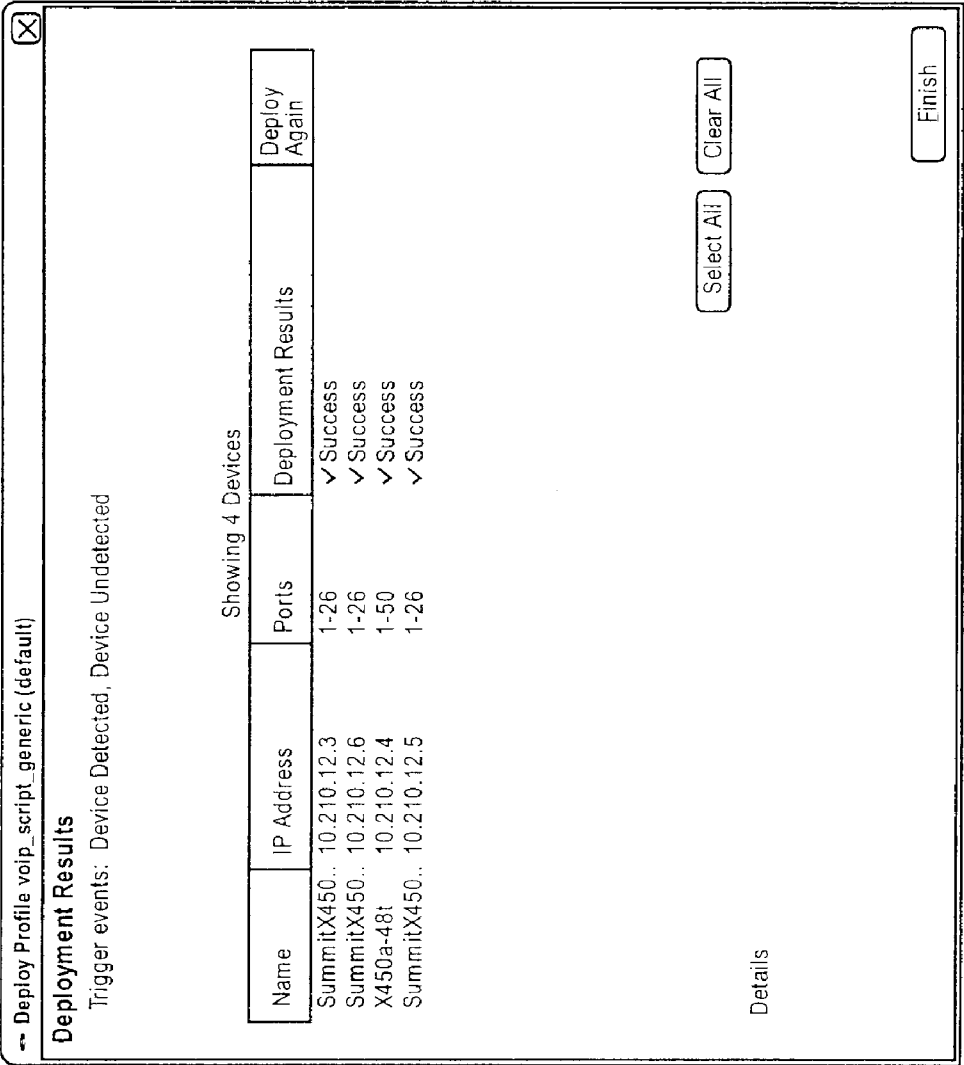 Deploy Profile voip_script_generic (default)
Deployment Results
Trigger events: Device Detected, Device Undetected
Showing 4 Devices
Name IP Address Ports Deployment Results Deploy Again
SummitX450.. 10.210.12.3 1-26 ✓ Success
SummitX450.. 10.210.12.6 1-26 ✓ Success
X450a-48t 10.210.12.4 1-50 ✓ Success
SummitX450.. 10.210.12.5 1-26 ✓ Success
Select All Clear All
Details
Finish